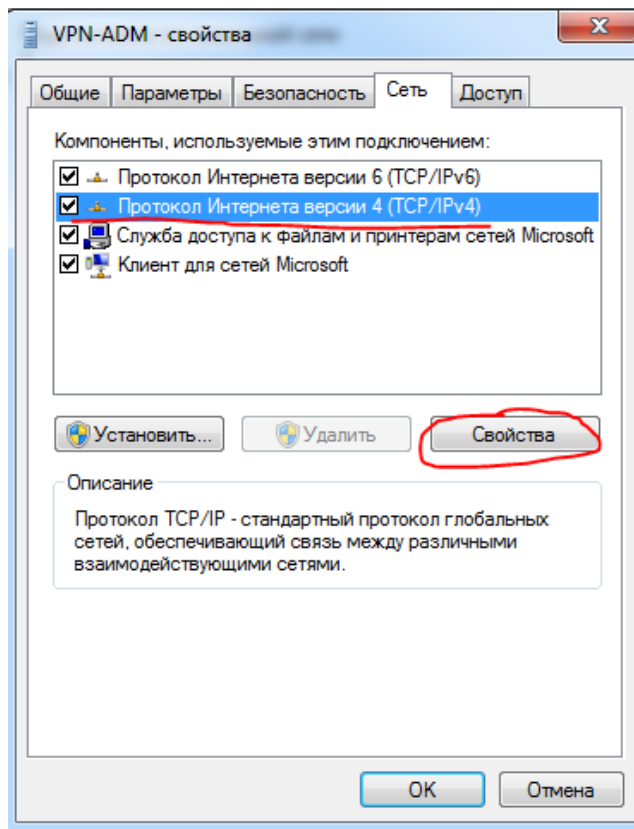 VPN-ADM - свойства
Общие Параметры Безопасность Сеть Доступ
Компоненты, используемые этим подключением:
Протокол Интернета версии 6 (TCP/IPv6)
Протокол Интернета версии 4 (TCP/IPv4)
Служба доступа к файлам и принтерам сетей Microsoft
Клиент для сетей Microsoft
Установить... Удалить Свойства
Описание
Протокол TCP/IP - стандартный протокол глобальных
сетей, обеспечивающий связь между различными
взаимодействующими сетями.
OK Отмена